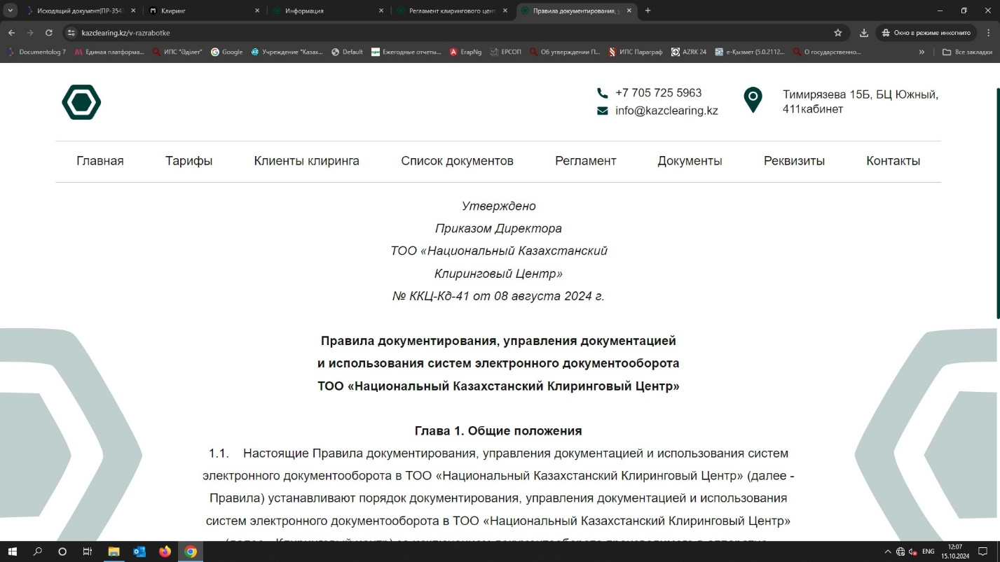 Исходящий документ(ПР-354
Клиринг
Информация
Регламент клирингового цент
Правила документирования, у
kazclearing.kz/v-razrabotke
Окно в режиме инкогнито
Documentolog 7
Единая платформа...
ИПС "Әділет"
Google
Учреждение "Казах...
Default
Ежегодные отчеты...
ErapNg
ЕРСОП
Об утверждении П...
ИПС Параграф
AZRK 24
е-Қызмет (5.0.2112...
О государственно...
»
Все закладки
+7 705 725 5963
info@kazclearing.kz
Тимирязева 15Б, БЦ Южный,
411кабинет
Главная Тарифы Клиенты клиринга Список документов Регламент Документы Реквизиты Контакты
Утверждено
Приказом Директора
ТОО «Национальный Казахстанский
Клиринговый Центр»
№ ККЦ-Кд-41 от 08 августа 2024 г.
Правила документирования, управления документацией
и использования систем электронного документооборота
ТОО «Национальный Казахстанский Клиринговый Центр»
Глава 1. Общие положения
1.1. Настоящие Правила документирования, управления документацией и использования систем
электронного документооборота в ТОО «Национальный Казахстанский Клиринговый Центр» (далее -
Правила) устанавливают порядок документирования, управления документацией и использования
систем электронного документооборота в ТОО «Национальный Казахстанский Клиринговый Центр»
ENG
12:07
15.10.2024